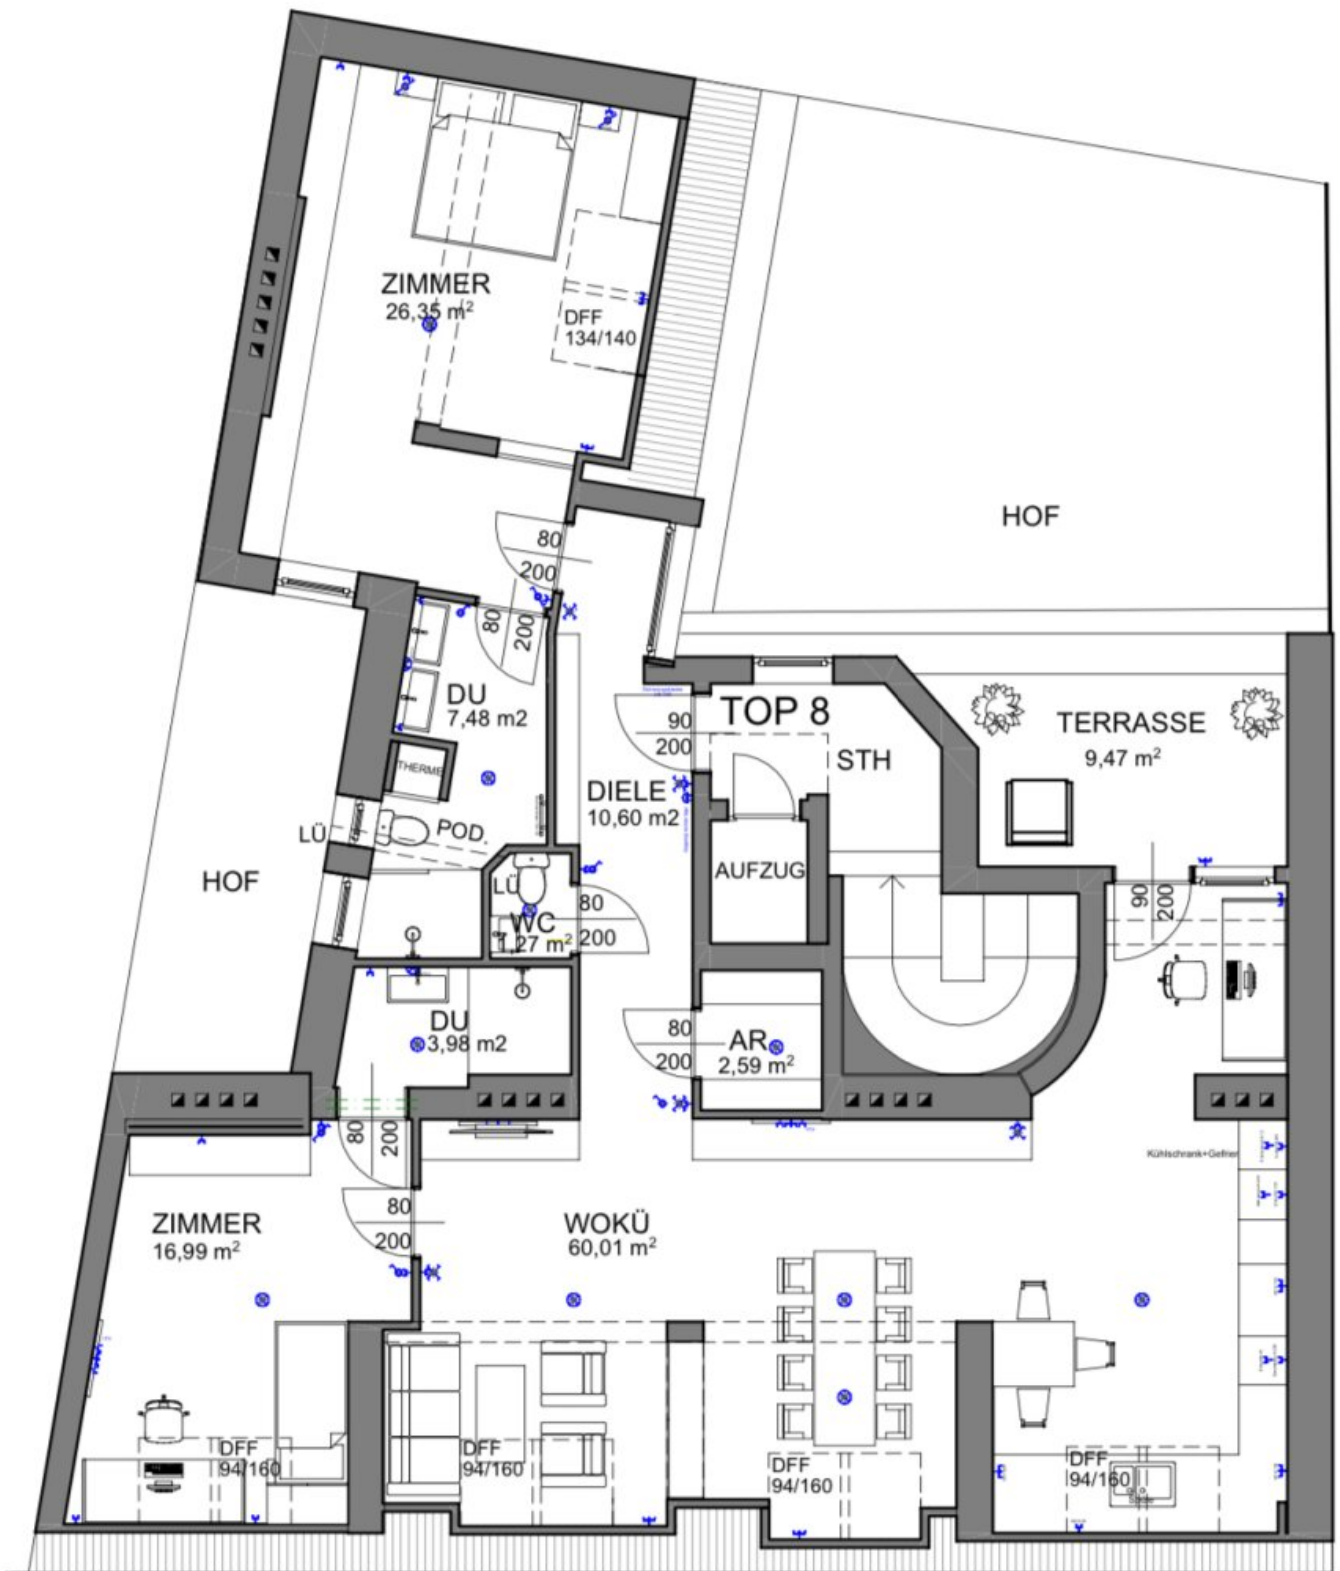 ZIMMER
26,35 m²
DFF
134/140
HOF
80
200
80
200
DU
7,48 m2
THERME
90
200
TOP 8
STH
TERRASSE
9,47 m²
DIELE
10,60 m2
LÜ
POD.
AUFZUG
HOF
LÜ
WC
1,27 m²
80
200
90
200
DU
3,98 m2
80
200
AR
2,59 m²
80
200
Kühlschrank+Gefrier
ZIMMER
16,99 m²
80
200
WOKÜ
60,01 m²
DFF
94/160
DFF
94/160
DFF
94/160
DFF
94/160
Spüle